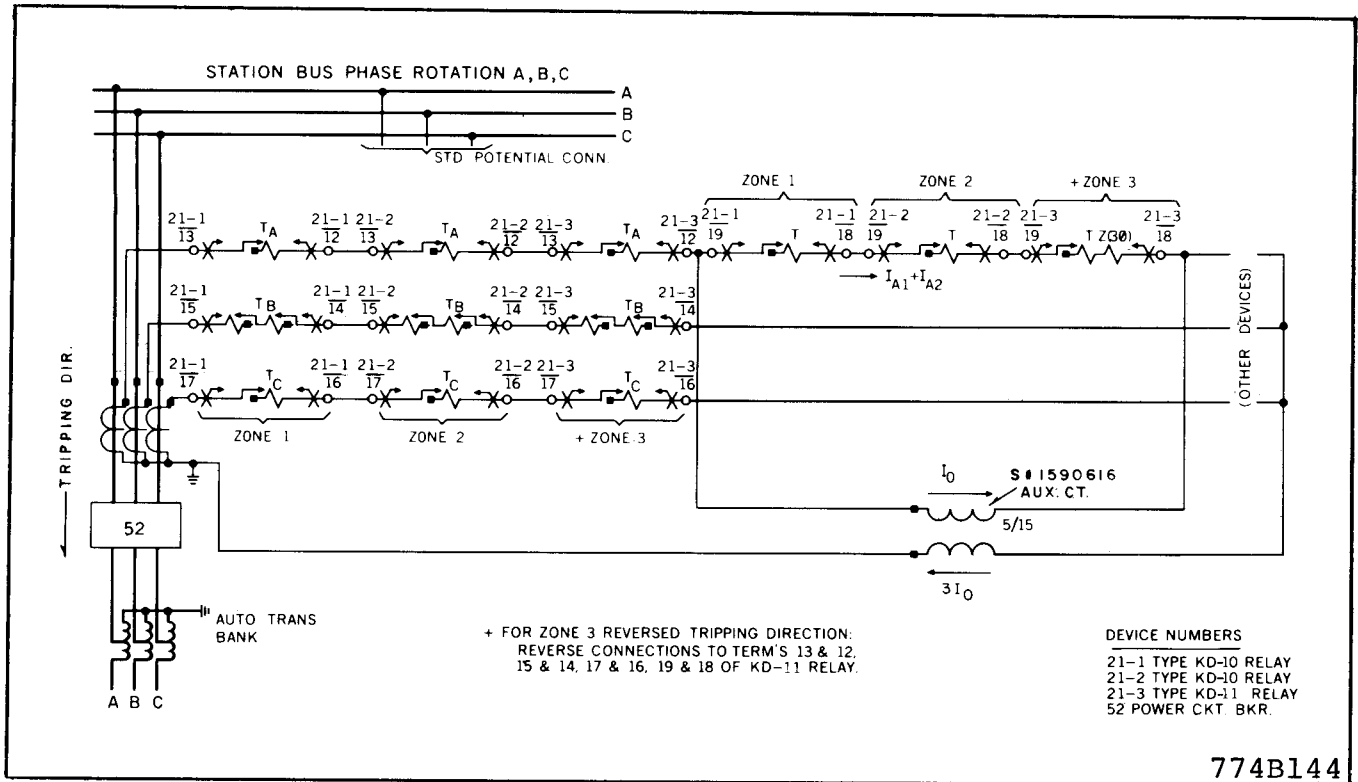 STATION BUS PHASE ROTATION A, B, C
A
B
C
STD POTENTIAL CONN.
ZONE 1
ZONE 2
+ ZONE 3
21-1
13
TA
21-1
12
21-2
13
TA
21-2
12
21-3
13
TA
21-3
12
21-1
19
T
21-1
18
21-2
19
T
21-2
18
21-3
19
T Z(30)
21-3
18
IA1+IA2
21-1
15
TB
21-1
14
21-2
15
TB
21-2
14
21-3
15
TB
21-3
14
21-1
17
TC
21-1
16
21-2
17
TC
21-2
16
21-3
17
TC
21-3
16
ZONE 1
ZONE 2
+ ZONE 3
(OTHER DEVICES)
TRIPPING DIR.
I0
S#1590616
AUX. CT.
5/15
3I0
52
AUTO TRANS
BANK
A B C
+ FOR ZONE 3 REVERSED TRIPPING DIRECTION:
REVERSE CONNECTIONS TO TERM'S 13 & 12,
15 & 14, 17 & 16, 19 & 18 OF KD-11 RELAY.
DEVICE NUMBERS
21-1 TYPE KD-10 RELAY
21-2 TYPE KD-10 RELAY
21-3 TYPE KD-11 RELAY
52 POWER CKT. BKR.
774B144